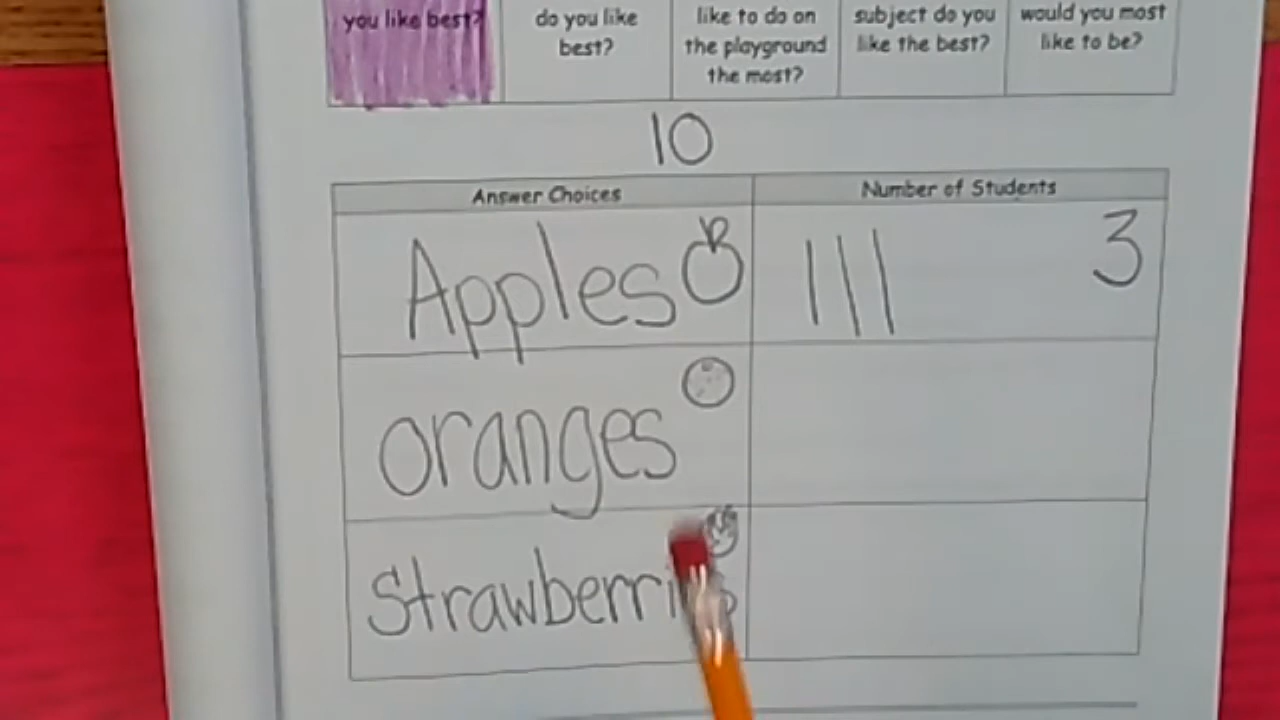 you like best?
do you like
best?
like to do on
the playground
the most?
subject do you
like the best?
would you most
like to be?
10
Answer Choices
Number of Students
Apples
3
oranges